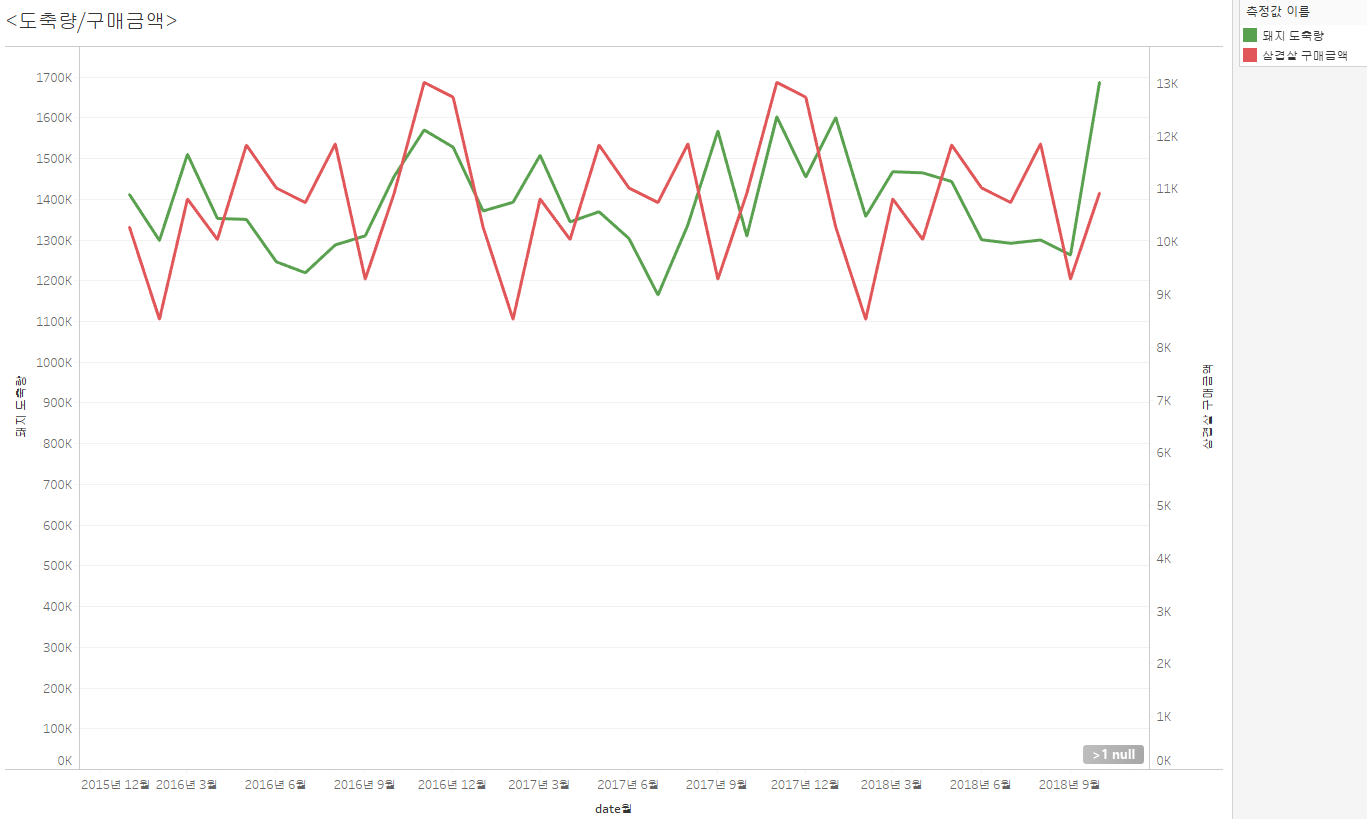 <도축량/구매금액>
측정값 이름
돼지 도축량
삼겹살 구매금액
1700K
1600K
1500K
1400K
1300K
1200K
1100K
1000K
900K
800K
700K
600K
500K
400K
300K
200K
100K
0K
돼지 도축량
13K
12K
11K
10K
9K
8K
7K
6K
5K
4K
3K
2K
1K
0K
삼겹살 구매금액
>1 null
2015년 12월 2016년 3월 2016년 6월 2016년 9월 2016년 12월 2017년 3월 2017년 6월 2017년 9월 2017년 12월 2018년 3월 2018년 6월 2018년 9월
date월